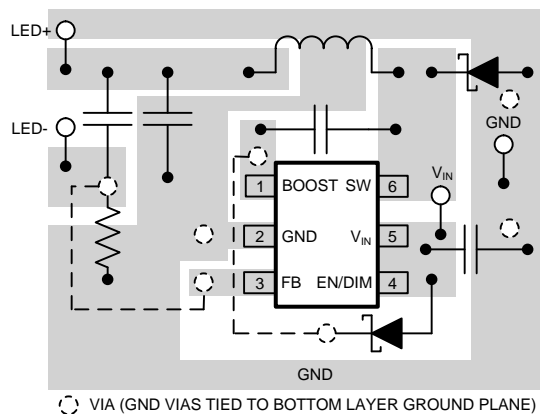 LED+
LED-
GND
VIN
1 BOOST SW 6
2 GND VIN 5
3 FB EN/DIM 4
GND
VIA (GND VIAS TIED TO BOTTOM LAYER GROUND PLANE)